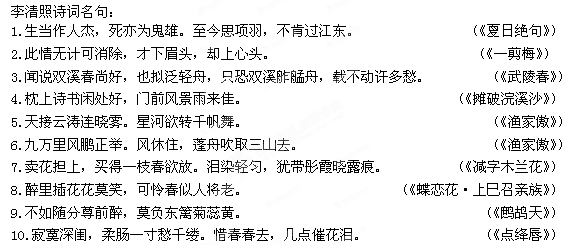 李清照诗词名句：
1.生当作人杰，死亦为鬼雄。至今思项羽，不肯过江东。 （《夏日绝句》）
2.此情无计可消除，才下眉头，却上心头。 （《一剪梅》）
3.闻说双溪春尚好，也拟泛轻舟，只恐双溪舴艋舟，载不动许多愁。 （《武陵春》）
4.枕上诗书闲处好，门前风景雨来佳。 （《摊破浣溪沙》）
5.天接云涛连晓雾。星河欲转千帆舞。 （《渔家傲》）
6.九万里风鹏正举。风休住，蓬舟吹取三山去。 （《渔家傲》）
7.卖花担上，买得一枝春欲放。泪染轻匀，犹带彤霞晓露痕。 （《减字木兰花》）
8.醉里插花花莫笑，可怜春似人将老。 （《蝶恋花·上巳召亲族》）
9.不如随分尊前醉，莫负东篱菊蕊黄。 （《鹧鸪天》）
10.寂寞深闺，柔肠一寸愁千缕。惜春春去，几点催花泪。 （《点绛唇》）